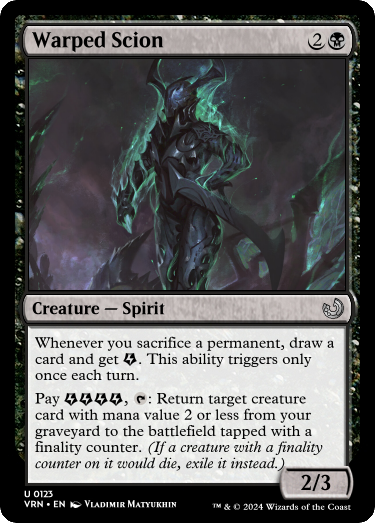 Warped Scion
2
Creature — Spirit
Whenever you sacrifice a permanent, draw a
card and get . This ability triggers only
once each turn.
Pay , : Return target creature
card with mana value 2 or less from your
graveyard to the battlefield tapped with a
finality counter. (If a creature with a finality
counter on it would die, exile it instead.)
2/3
U 0123
VRN • EN Vladimir Matyukhin
™ & © 2024 Wizards of the Coast